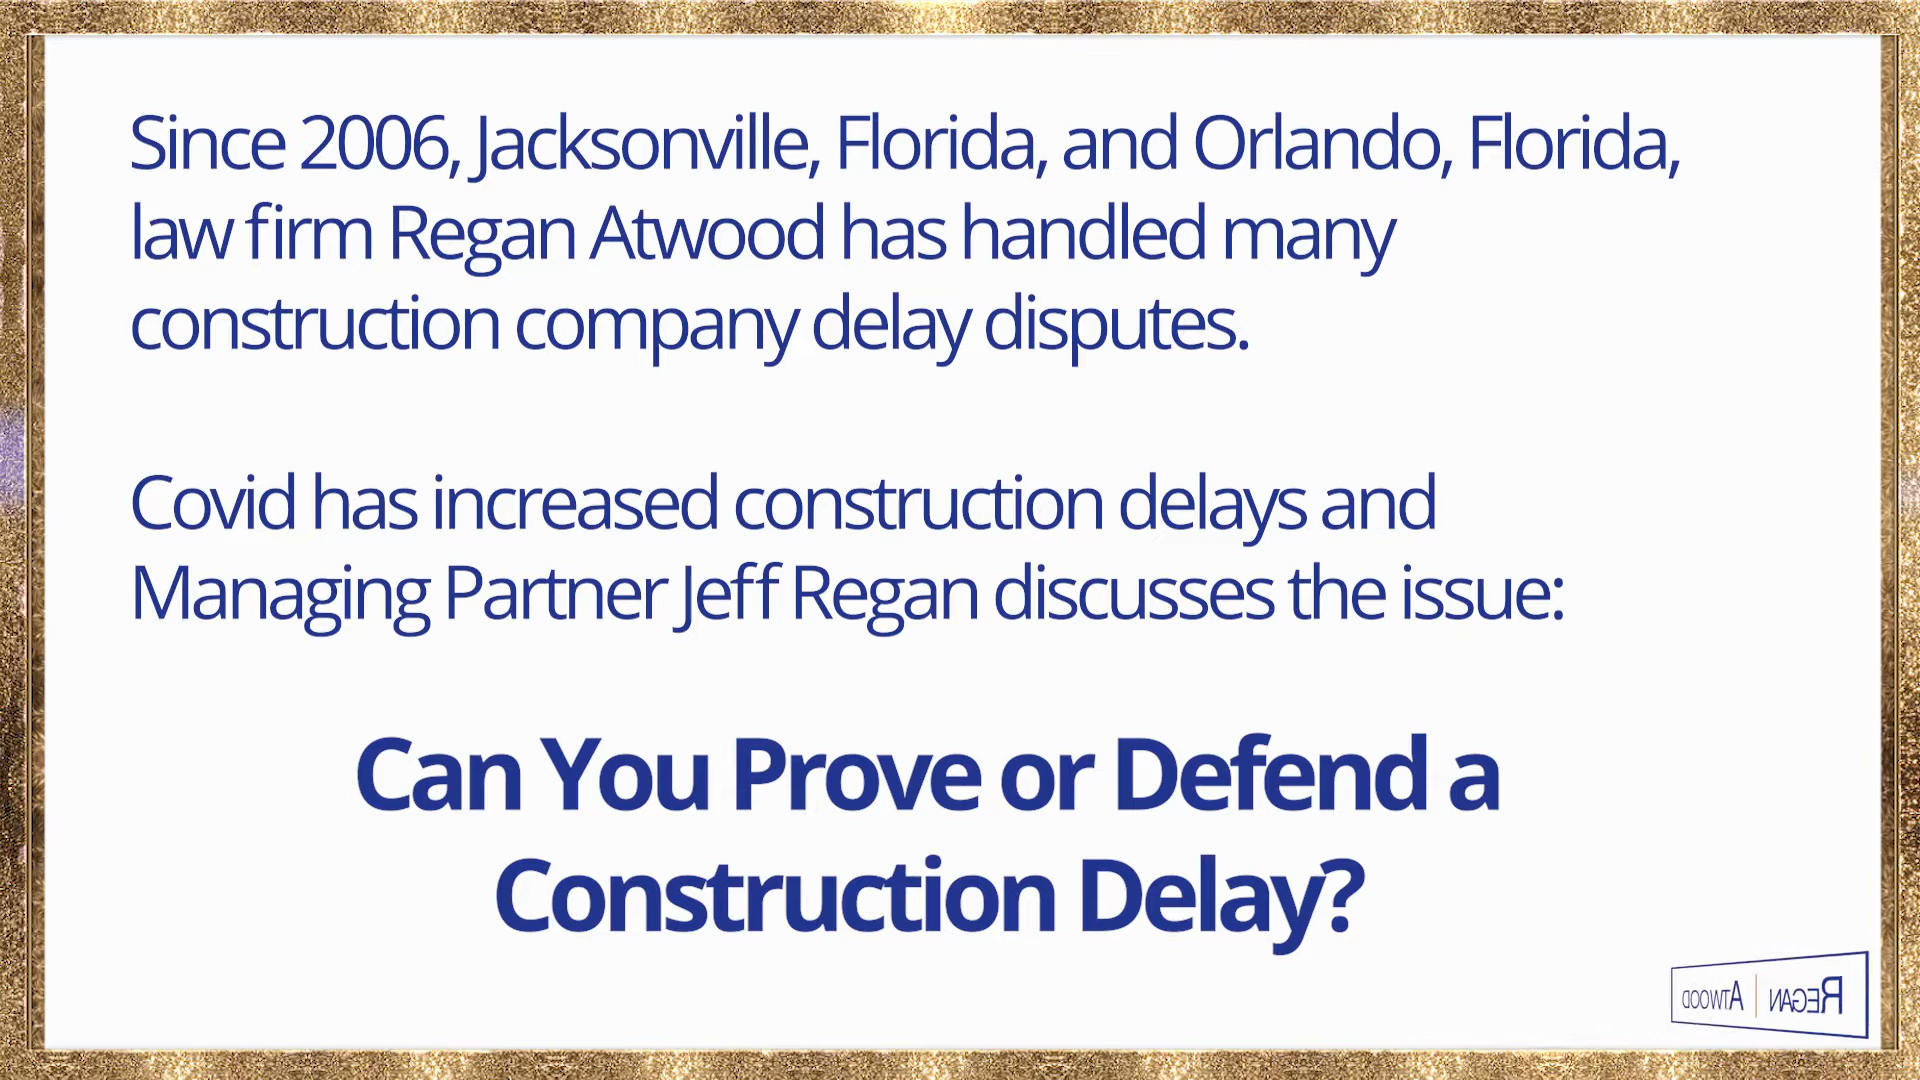 Since 2006, Jacksonville, Florida, and Orlando, Florida,
law firm Regan Atwood has handled many
construction company delay disputes.
Covid has increased construction delays and
Managing Partner Jeff Regan discusses the issue:
Can You Prove or Defend a
Construction Delay?
REGAN | ATWOOD